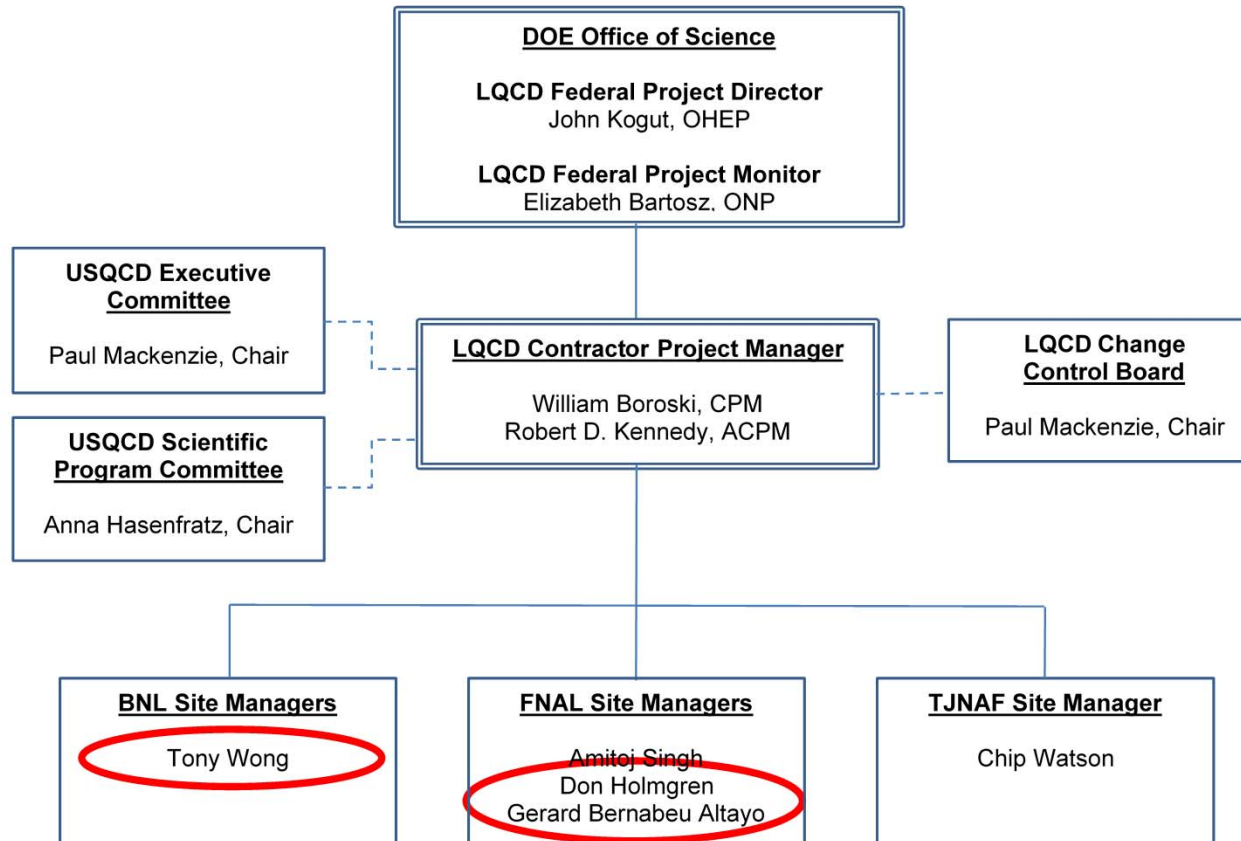 DOE Office of Science
LQCD Federal Project Director
John Kogut, OHEP
LQCD Federal Project Monitor
Elizabeth Bartosz, ONP
USQCD Executive
Committee
Paul Mackenzie, Chair
LQCD Contractor Project Manager
William Boroski, CPM
Robert D. Kennedy, ACPM
LQCD Change
Control Board
Paul Mackenzie, Chair
USQCD Scientific
Program Committee
Anna Hasenfratz, Chair
BNL Site Managers
Tony Wong
FNAL Site Managers
Amitoj Singh
Don Holmgren
Gerard Bernabeu Altayo
TJNAF Site Manager
Chip Watson